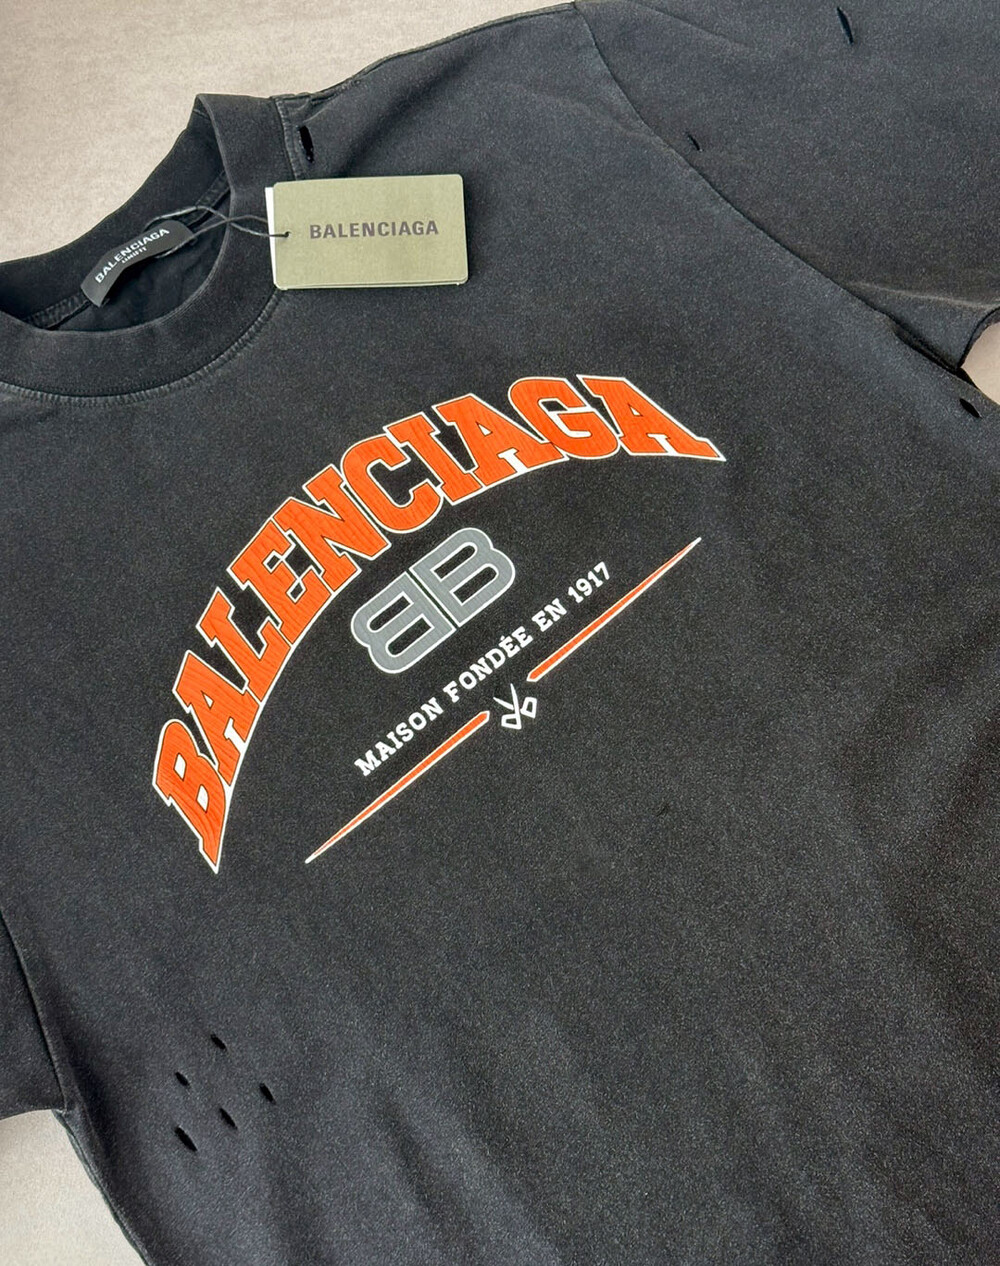 BALENCIAGA
BALENCIAGA
BALENCIAGA
BB
MAISON FONDÉE EN 1917